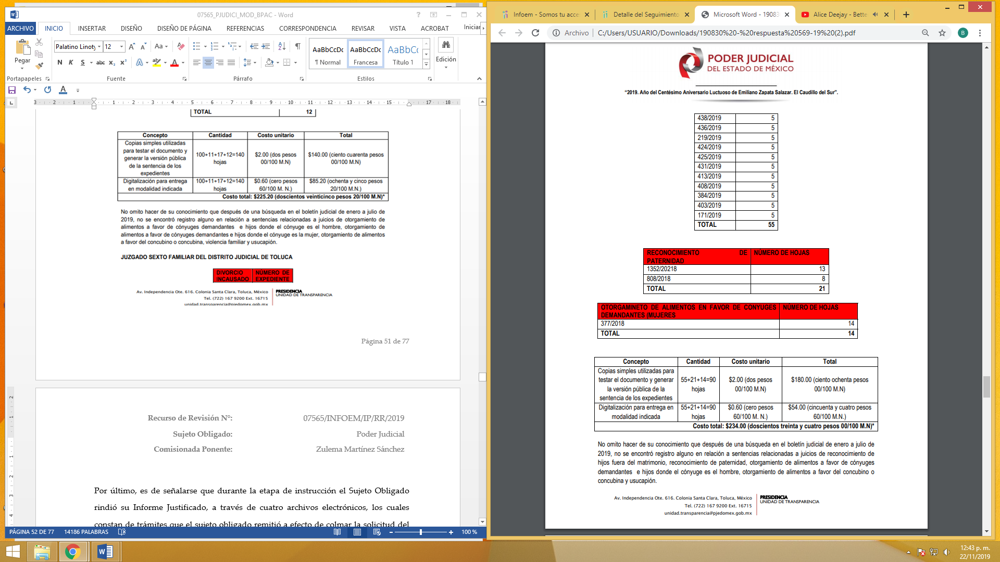 07565_PJUDICI_MOD_BPAC - Word
ARCHIVO INICIO INSERTAR DISEÑO DISEÑO DE PÁGINA REFERENCIAS CORRESPONDENCIA REVISAR VISTA ACROBAT Iniciar
Pegar
Palatino Linoty 12
N K S abc x₂ x²
AaBbCcDc AaBbCcDc AaBbCc
¶ Normal Francesa Título 1
Edición
Portapapeles Fuente Párrafo Estilos
3 2 1 1 2 3 4 5 6 7 8 9 10 11 12 13 14 15 17 18
TOTAL 12
Concepto Cantidad Costo unitario Total
Copias simples utilizadas
para testar el documento y
generar la versión pública
de la sentencia de los
expedientes
100+11+17+12=140
hojas
$2.00 (dos pesos
00/100 M.N)
$140.00 (ciento cuarenta pesos
00/100 M.N)
Digitalización para entrega
en modalidad indicada
100+11+17+12=140
hojas
$0.60 (cero pesos
60/100 M. N.)
$85.20 (ochenta y cinco pesos
20/100 M.N.)
Costo total: $225.20 (doscientos veinticinco pesos 20/100 M.N)*
No omito hacer de su conocimiento que después de una búsqueda en el boletín judicial de enero a julio de
2019, no se encontró registro alguno en relación a sentencias relacionadas a juicios de otorgamiento de
alimentos a favor de cónyuges demandantes e hijos donde el cónyuge es el hombre, otorgamiento de
alimentos a favor de cónyuges demandantes e hijos donde el cónyuge es la mujer, otorgamiento de alimentos
a favor del concubino o concubina, violencia familiar y usucapión.
JUZGADO SEXTO FAMILIAR DEL DISTRITO JUDICIAL DE TOLUCA
DIVORCIO
INCAUSADO
NÚMERO DE
EXPEDIENTE
Av. Independencia Ote. 616. Colonia Santa Clara, Toluca, México
Tel. (722) 167 9200 Ext. 16715
unidad.transparencia@pjedomex.gob.mx
PRESIDENCIA
UNIDAD DE TRANSPARENCIA
Página 51 de 77
Recurso de Revisión N°: 07565/INFOEM/IP/RR/2019
Sujeto Obligado: Poder Judicial
Comisionada Ponente: Zulema Martínez Sánchez
Por último, es de señalarse que durante la etapa de instrucción el Sujeto Obligado
rindió su Informe Justificado, a través de cuatro archivos electrónicos, los cuales
constan de trámites que el sujeto obligado remitió a efecto de colmar la solicitud del
PÁGINA 52 DE 77 14186 PALABRAS 100 %
Infoem - Somos tu acce
Detalle del Seguimiento
Microsoft Word - 19083
Alice Deejay - Bette
Archivo C:/Users/USUARIO/Downloads/190830%20-%20respuesta%20569-19%20(2).pdf
B
PODER JUDICIAL
DEL ESTADO DE MÉXICO
“2019. Año del Centésimo Aniversario Luctuoso de Emiliano Zapata Salazar. El Caudillo del Sur”.
438/2019 5
436/2019 5
219/2019 5
424/2019 5
425/2019 5
431/2019 5
413/2019 5
408/2019 5
384/2019 5
403/2019 5
171/2019 5
TOTAL 55
RECONOCIMIENTO DE
PATERNIDAD
NÚMERO DE HOJAS
1352/20218 13
808/2018 8
TOTAL 21
OTORGAMINETO DE ALIMENTOS EN FAVOR DE CONYUGES
DEMANDANTES (MUJERES
NÚMERO DE HOJAS
377/2018 14
TOTAL 14
Concepto Cantidad Costo unitario Total
Copias simples utilizadas para
testar el documento y generar
la versión pública de la
sentencia de los expedientes
55+21+14=90
hojas
$2.00 (dos pesos
00/100 M.N)
$180.00 (ciento ochenta pesos
00/100 M.N)
Digitalización para entrega en
modalidad indicada
55+21+14=90
hojas
$0.60 (cero pesos
60/100 M. N.)
$54.00 (cincuenta y cuatro pesos
60/100 M.N.)
Costo total: $234.00 (doscientos treinta y cuatro pesos 00/100 M.N)*
No omito hacer de su conocimiento que después de una búsqueda en el boletín judicial de enero a julio de
2019, no se encontró registro alguno en relación a sentencias relacionadas a juicios de reconocimiento de
hijos fuera del matrimonio, reconocimiento de paternidad, otorgamiento de alimentos a favor de cónyuges
demandantes e hijos donde el cónyuge es el hombre, otorgamiento de alimentos a favor del concubino o
concubina y usucapión.
Av. Independencia Ote. 616. Colonia Santa Clara, Toluca, México
Tel. (722) 167 9200 Ext. 16715
unidad.transparencia@pjedomex.gob.mx
PRESIDENCIA
UNIDAD DE TRANSPARENCIA
12:43 p. m.
22/11/2019